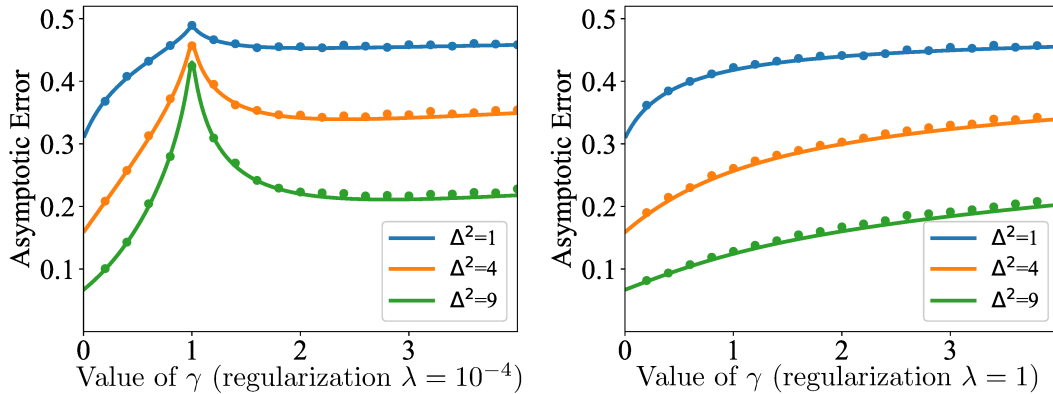 Asymptotic Error
0.5
0.4
0.3
0.2
0.1
Δ²=1
Δ²=4
Δ²=9
0 1 2 3
Value of γ (regularization λ = 10⁻⁴)
Asymptotic Error
0.5
0.4
0.3
0.2
0.1
Δ²=1
Δ²=4
Δ²=9
0 1 2 3
Value of γ (regularization λ = 1)